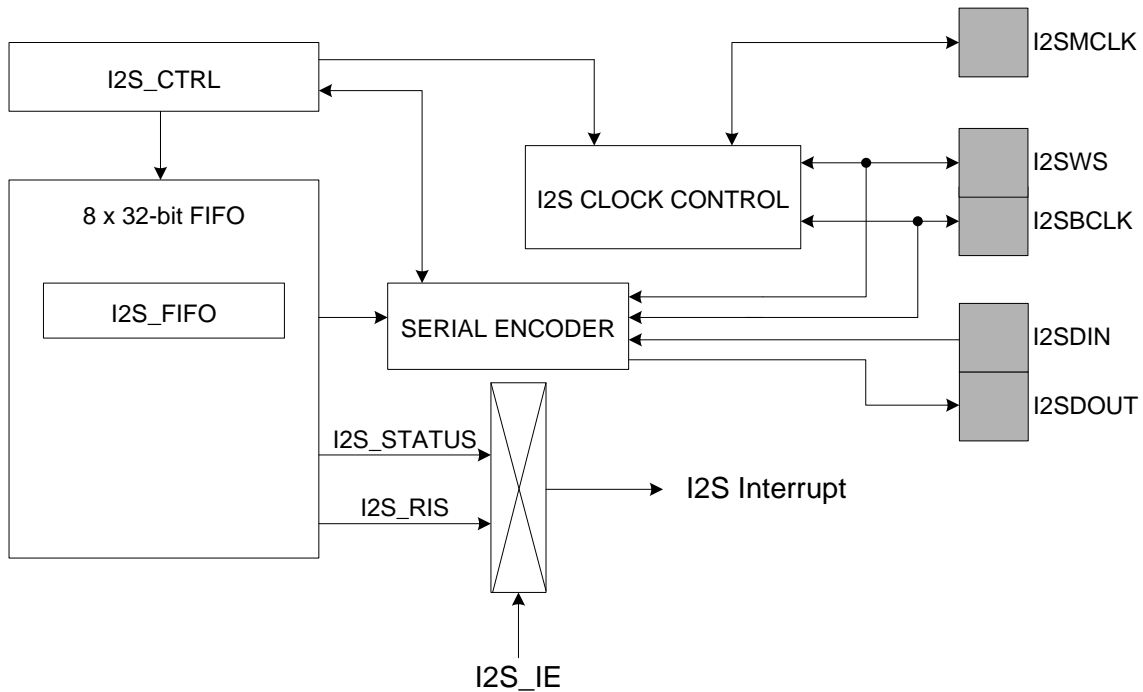 I2SMCLK
I2S_CTRL
I2SWS
I2S CLOCK CONTROL
8 x 32-bit FIFO
I2SBCLK
I2S_FIFO
SERIAL ENCODER
I2SDIN
I2SDOUT
I2S_STATUS
I2S Interrupt
I2S_RIS
I2S_IE